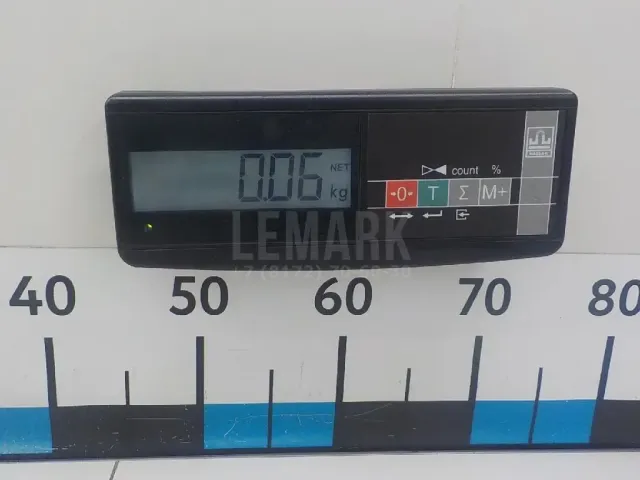 0.06 NET kg
count %
→0← T Σ M+
LEMARK
40 50 60 70 80